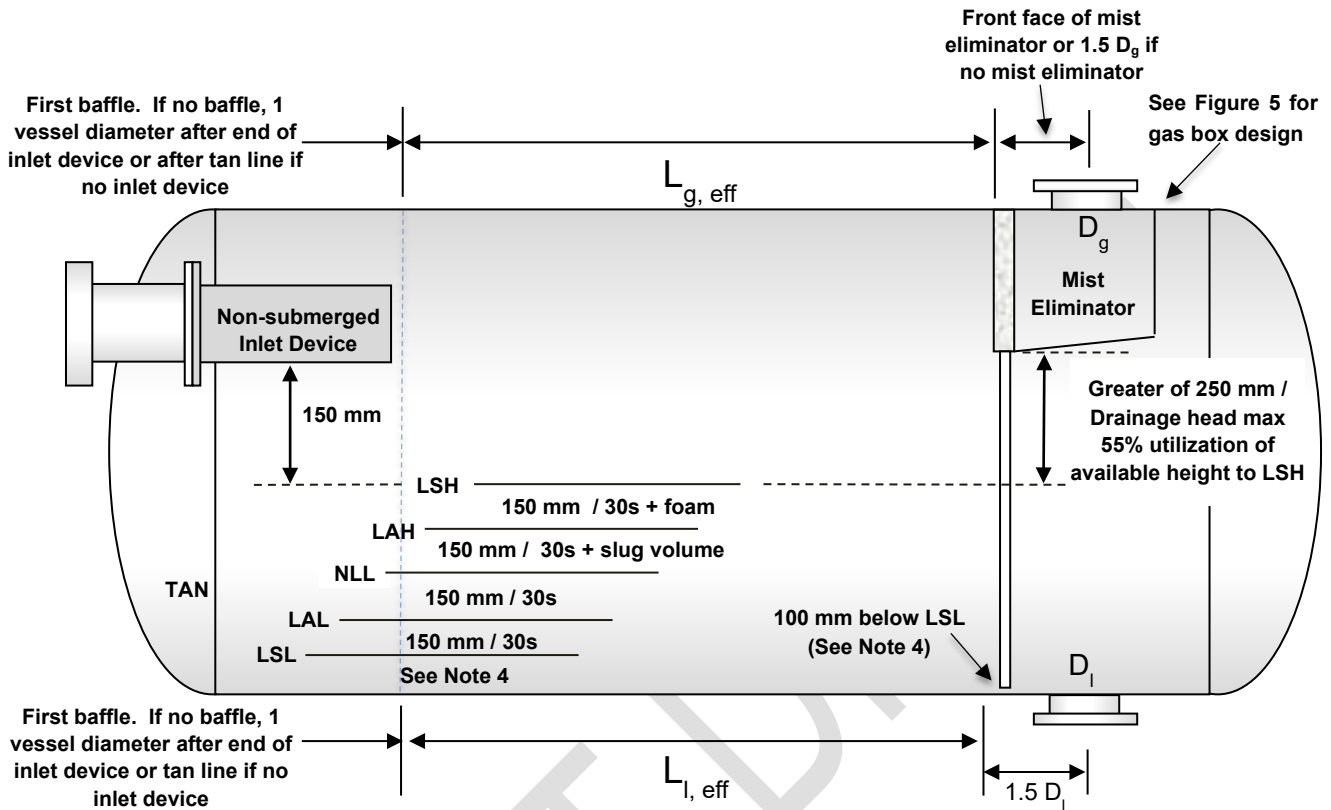 Front face of mist
eliminator or 1.5 Dg if
no mist eliminator
First baffle. If no baffle, 1
vessel diameter after end of
inlet device or after tan line if
no inlet device
See Figure 5 for
gas box design
Lg, eff
Dg
Mist
Eliminator
Non-submerged
Inlet Device
150 mm
Greater of 250 mm /
Drainage head max
55% utilization of
available height to LSH
LSH
150 mm / 30s + foam
LAH
150 mm / 30s + slug volume
NLL
150 mm / 30s
LAL
150 mm / 30s
LSL
See Note 4
TAN
100 mm below LSL
(See Note 4)
Dl
First baffle. If no baffle, 1
vessel diameter after end of
inlet device or tan line if no
inlet device
Ll, eff
1.5 Dl